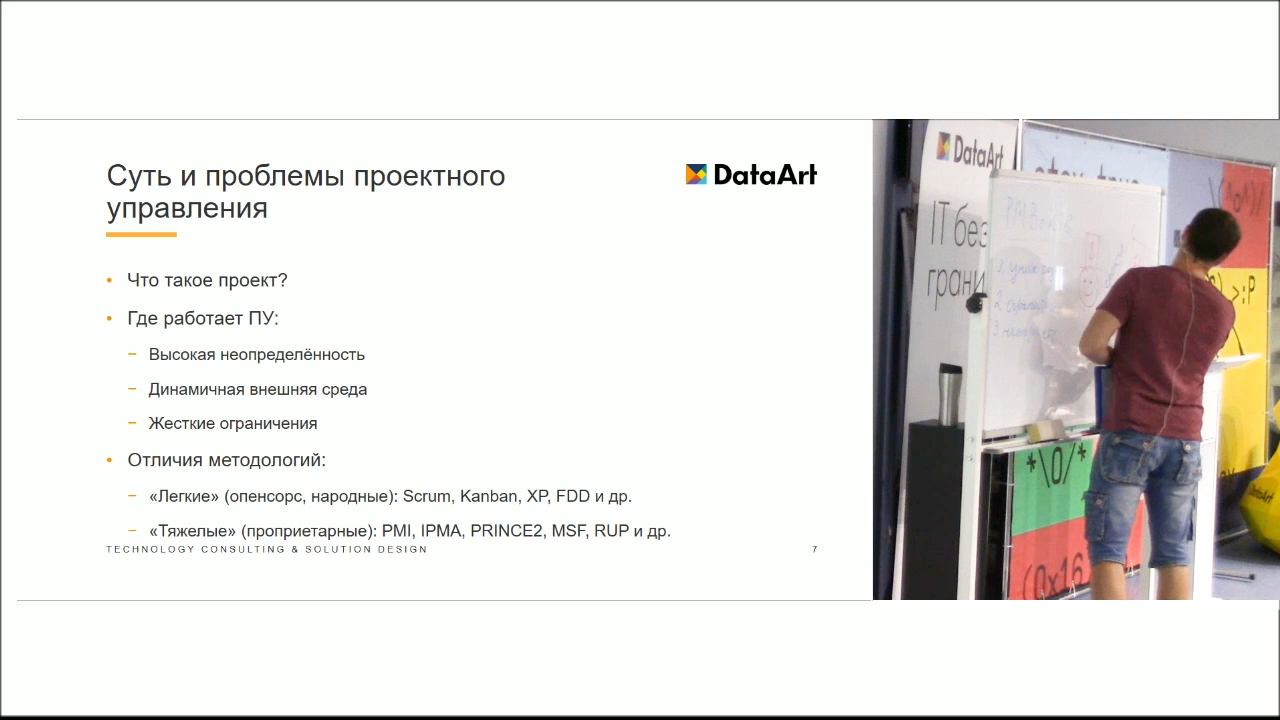 Суть и проблемы проектного
управления
DataArt
• Что такое проект?
• Где работает ПУ:
− Высокая неопределённость
− Динамичная внешняя среда
− Жесткие ограничения
• Отличия методологий:
− «Легкие» (опенсорс, народные): Scrum, Kanban, XP, FDD и др.
− «Тяжелые» (проприетарные): PMI, IPMA, PRINCE2, MSF, RUP и др.
TECHNOLOGY CONSULTING & SOLUTION DESIGN
7
DataArt
IT без
грани
*\O/*
(0x16
\(^o^)/
>:P
DataArt